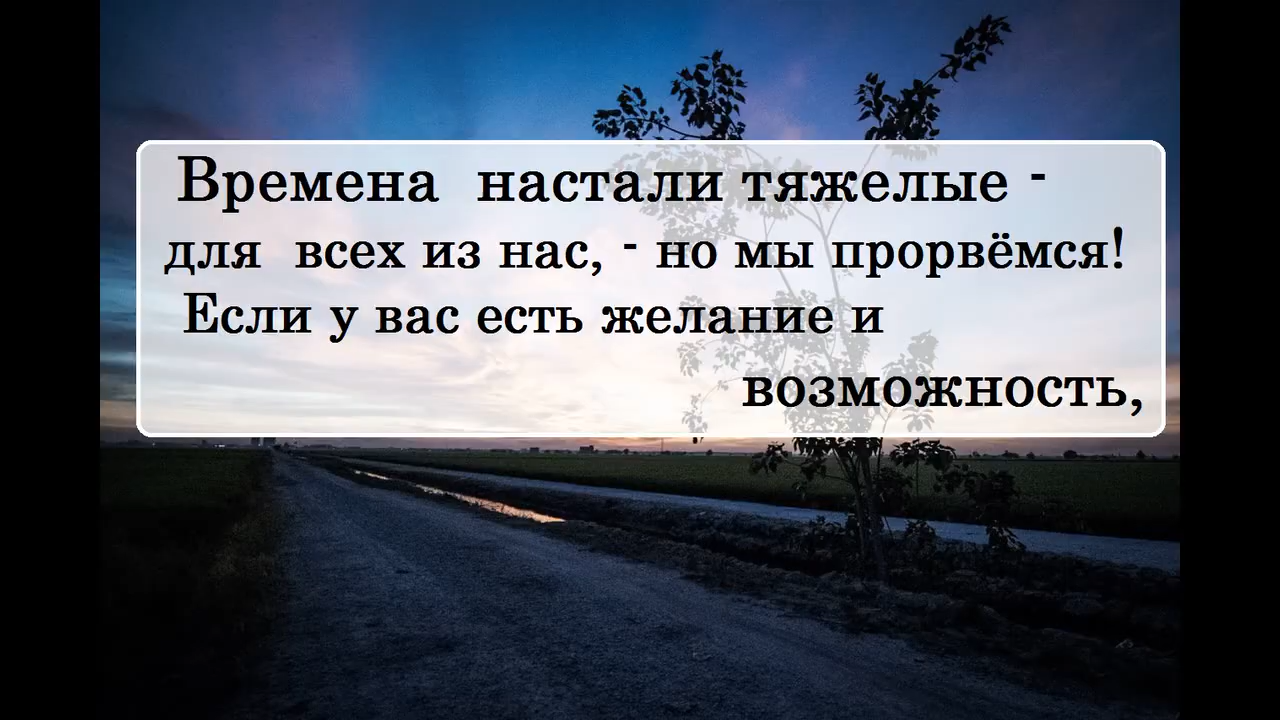 Времена настали тяжелые -
для всех из нас, - но мы прорвёмся!
Если у вас есть желание и
возможность,